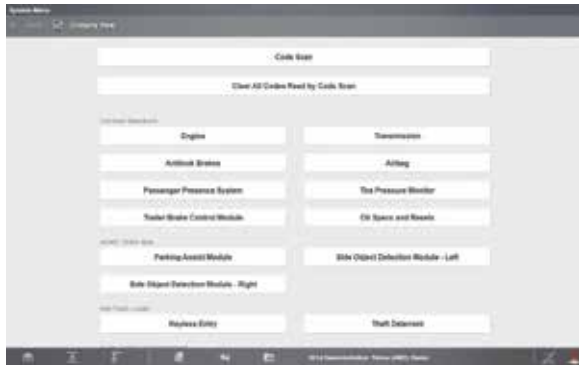 System Menu
Code Scan
Clear All Codes Read by Code Scan
Engine
Transmission
Antilock Brakes
Airbag
Passenger Presence System
Tire Pressure Monitor
Trailer Brake Control Module
Oil Specs and Resets
Parking Assist Module
Side Object Detection Module - Left
Side Object Detection Module - Right
Keyless Entry
Theft Deterrent